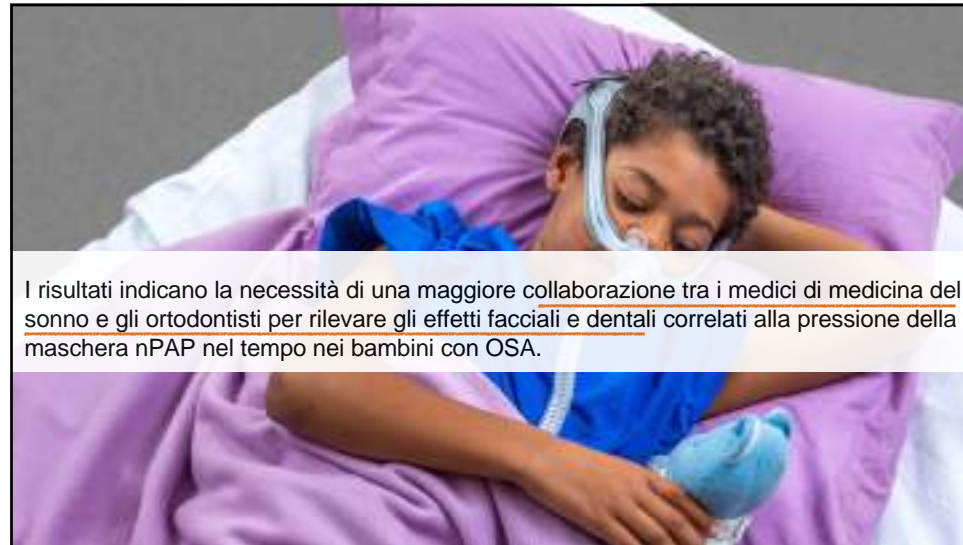 I risultati indicano la necessità di una maggiore collaborazione tra i medici di medicina del
sonno e gli ortodontisti per rilevare gli effetti facciali e dentali correlati alla pressione della
maschera nPAP nel tempo nei bambini con OSA.